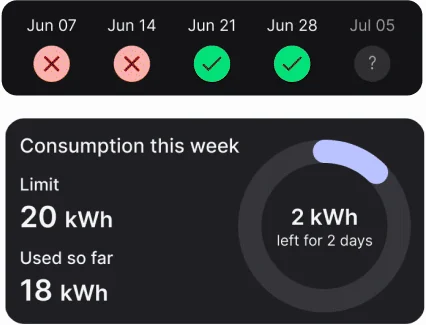 Jun 07 Jun 14 Jun 21 Jun 28 Jul 05
?
Consumption this week
Limit
20 kWh
Used so far
18 kWh
2 kWh
left for 2 days